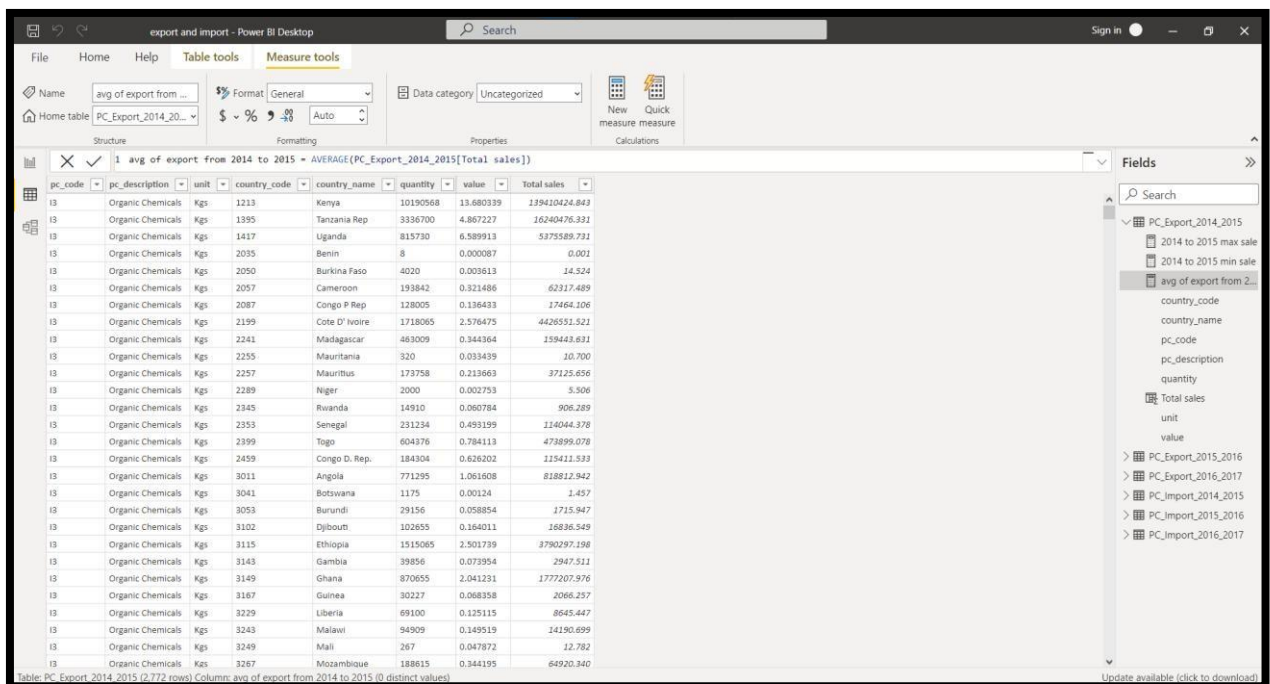 export and import - Power BI Desktop
Search
Sign in
File Home Help Table tools Measure tools
Name avg of export from ...
Home table PC_Export_2014_20...
Structure
$% Format General
$ % 9 .00 Auto
Formatting
Data category Uncategorized
Properties
New measure
Quick measure
Calculations
1 avg of export from 2014 to 2015 = AVERAGE(PC_Export_2014_2015[Total sales])
pc_code pc_description unit country_code country_name quantity value Total sales
I3 Organic Chemicals Kgs 1213 Kenya 10190568 13.680339 139410424.843
I3 Organic Chemicals Kgs 1395 Tanzania Rep 3336700 4.867227 16240476.331
I3 Organic Chemicals Kgs 1417 Uganda 815730 6.589913 5375589.731
I3 Organic Chemicals Kgs 2035 Benin 8 0.000087 0.001
I3 Organic Chemicals Kgs 2050 Burkina Faso 4020 0.003613 14.524
I3 Organic Chemicals Kgs 2057 Cameroon 193842 0.321486 62317.489
I3 Organic Chemicals Kgs 2087 Congo P Rep 128005 0.136433 17464.106
I3 Organic Chemicals Kgs 2199 Cote D' Ivoire 1718065 2.576475 4426551.521
I3 Organic Chemicals Kgs 2241 Madagascar 463009 0.344364 159443.631
I3 Organic Chemicals Kgs 2255 Mauritania 320 0.033439 10.700
I3 Organic Chemicals Kgs 2257 Mauritius 173758 0.213663 37125.656
I3 Organic Chemicals Kgs 2289 Niger 2000 0.002753 5.506
I3 Organic Chemicals Kgs 2345 Rwanda 14910 0.060784 906.289
I3 Organic Chemicals Kgs 2353 Senegal 231234 0.493199 114044.378
I3 Organic Chemicals Kgs 2399 Togo 604376 0.784113 473899.078
I3 Organic Chemicals Kgs 2459 Congo D. Rep. 184304 0.626202 115411.533
I3 Organic Chemicals Kgs 3011 Angola 771295 1.061608 818812.942
I3 Organic Chemicals Kgs 3041 Botswana 1175 0.00124 1.457
I3 Organic Chemicals Kgs 3053 Burundi 29156 0.058854 1715.947
I3 Organic Chemicals Kgs 3102 Djibouti 102655 0.164011 16836.549
I3 Organic Chemicals Kgs 3115 Ethiopia 1515065 2.501739 3790297.198
I3 Organic Chemicals Kgs 3143 Gambia 39856 0.073954 2947.511
I3 Organic Chemicals Kgs 3149 Ghana 870655 2.041231 1777207.976
I3 Organic Chemicals Kgs 3167 Guinea 30227 0.068358 2066.257
I3 Organic Chemicals Kgs 3229 Liberia 69100 0.125115 8645.447
I3 Organic Chemicals Kgs 3243 Malawi 94909 0.149519 14190.699
I3 Organic Chemicals Kgs 3249 Mali 267 0.047872 12.782
I3 Organic Chemicals Kgs 3267 Mozambique 188615 0.344195 64920.340
Table: PC_Export_2014_2015 (2,772 rows) Column: avg of export from 2014 to 2015 (0 distinct values)
Fields
Search
PC_Export_2014_2015
2014 to 2015 max sale
2014 to 2015 min sale
avg of export from 2...
country_code
country_name
pc_code
pc_description
quantity
Total sales
unit
value
PC_Export_2015_2016
PC_Export_2016_2017
PC_Import_2014_2015
PC_Import_2015_2016
PC_Import_2016_2017
Update available (click to download)